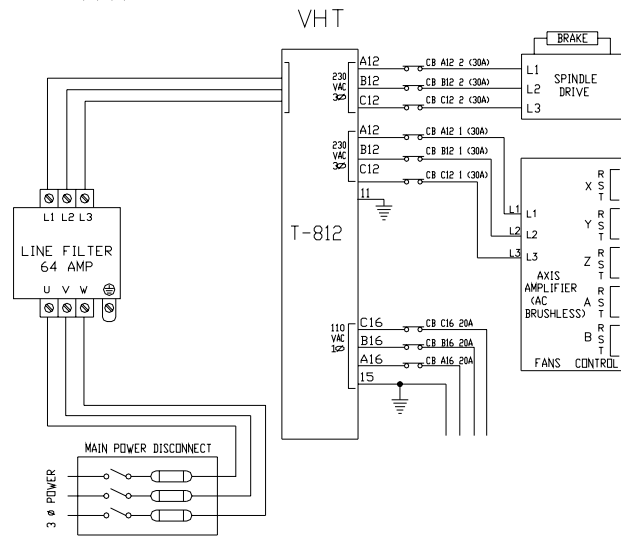 VHT
BRAKE
A12
B12
C12
230
VAC
3Ø
CB A12 2 (30A)
CB B12 2 (30A)
CB C12 2 (30A)
L1
L2
L3
SPINDLE
DRIVE
A12
B12
C12
230
VAC
3Ø
CB A12 1 (30A)
CB B12 1 (30A)
CB C12 1 (30A)
11
T-812
L1 L1
L2 L2
L3 L3
AXIS
AMPLIFIER
(AC
BRUSHLESS)
X R S T
Y R S T
Z R S T
A R S T
B R S T
FANS CONTROL
L1 L2 L3
LINE FILTER
64 AMP
U V W
110
VAC
1Ø
C16
B16
A16
15
CB C16 20A
CB B16 20A
CB A16 20A
MAIN POWER DISCONNECT
3 Ø POWER